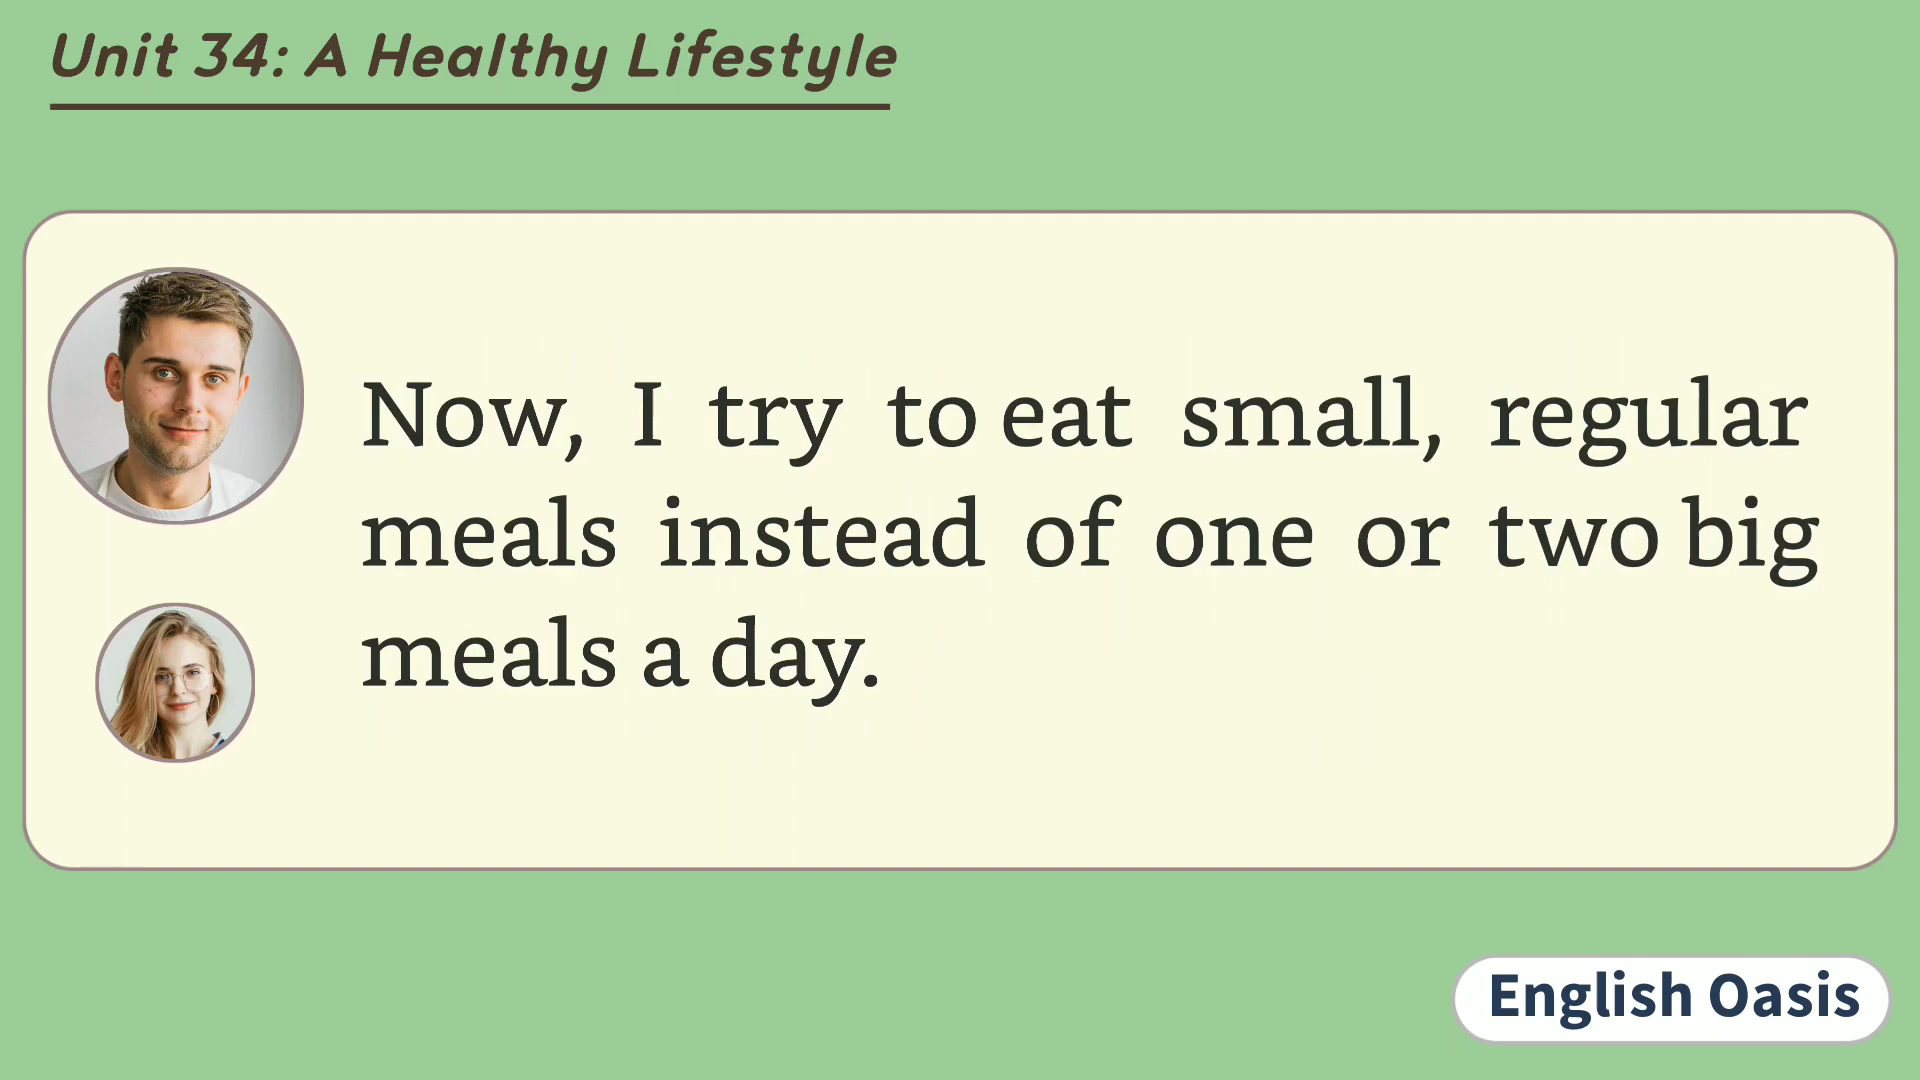 Unit 34: A Healthy Lifestyle
Now, I try to eat small, regular
meals instead of one or two big
meals a day.
English Oasis